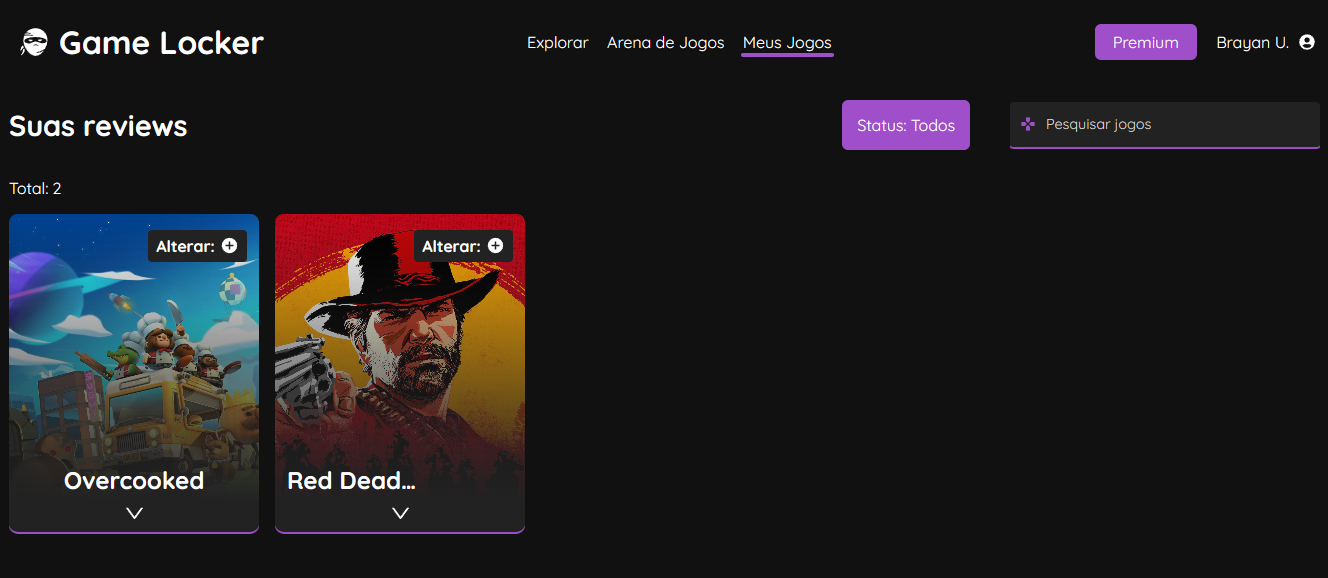 Game Locker
Explorar
Arena de Jogos
Meus Jogos
Premium
Brayan U.
Suas reviews
Status: Todos
Pesquisar jogos
Total: 2
Alterar:
Alterar:
Overcooked
Red Dead...